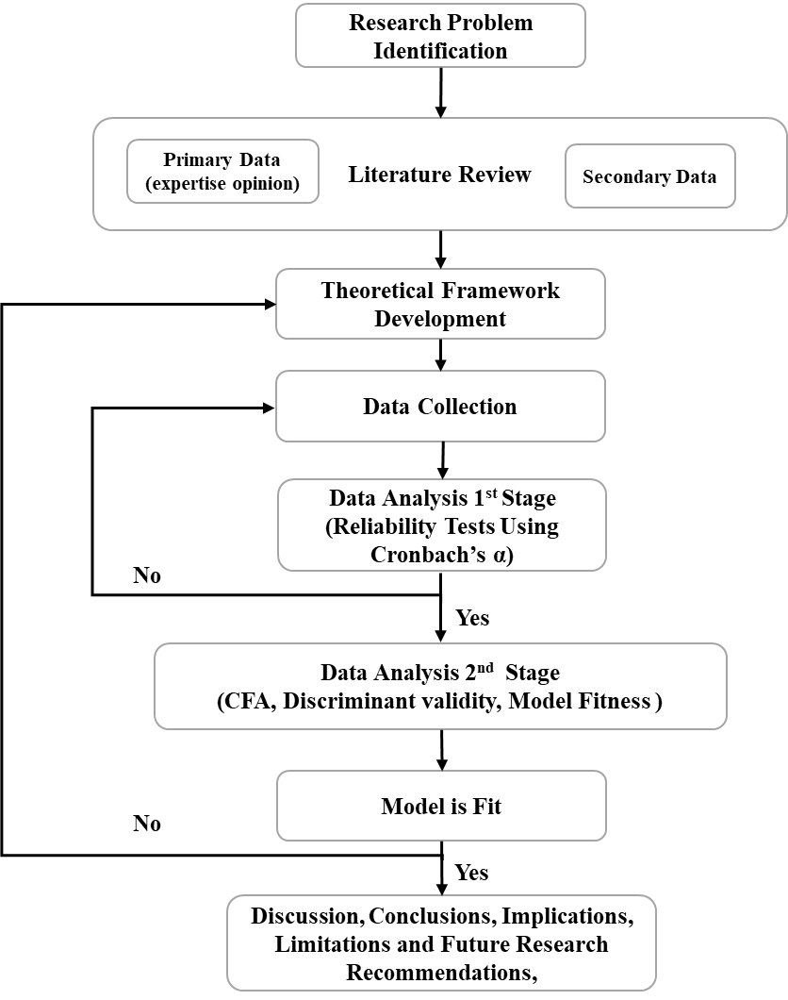 Research Problem
Identification
Primary Data
(expertise opinion)
Literature Review
Secondary Data
Theoretical Framework
Development
Data Collection
Data Analysis 1st Stage
(Reliability Tests Using
Cronbach’s α)
No
Yes
Data Analysis 2nd Stage
(CFA, Discriminant validity, Model Fitness )
Model is Fit
No
Yes
Discussion, Conclusions, Implications,
Limitations and Future Research
Recommendations,